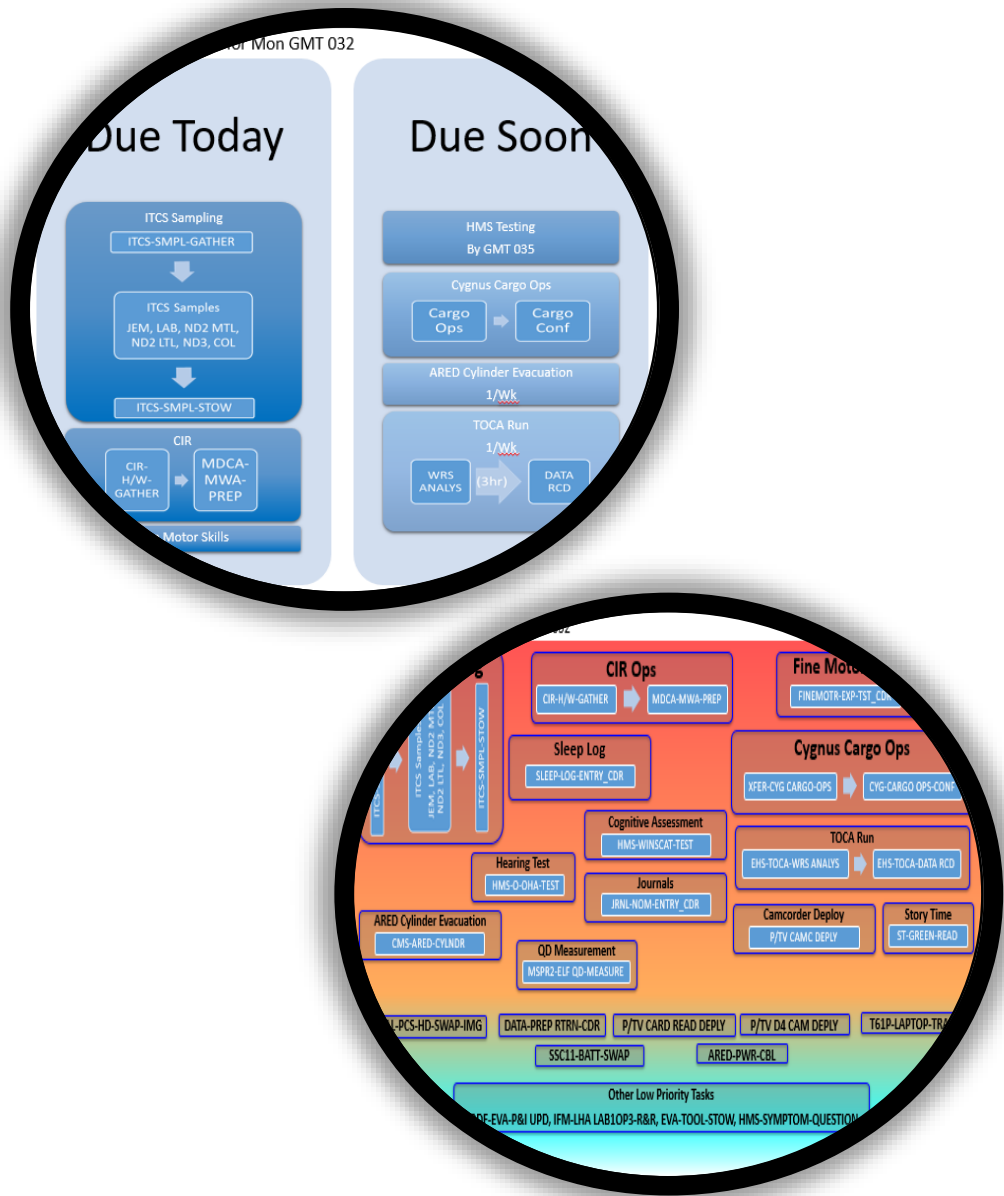 for Mon GMT 032
Due Today
Due Soon
ITCS Sampling
ITCS-SMPL-GATHER
ITCS Samples
JEM, LAB, ND2 MTL,
ND2 LTL, ND3, COL
ITCS-SMPL-STOW
CIR
CIR-
H/W-
GATHER
MDCA-
MWA-
PREP
Motor Skills
HMS Testing
By GMT 035
Cygnus Cargo Ops
Cargo
Ops
Cargo
Conf
ARED Cylinder Evacuation
1/Wk
TOCA Run
1/Wk
WRS
ANALYS
(3hr)
DATA
RCD
CIR Ops
CIR-H/W-GATHER
MDCA-MWA-PREP
Fine
FINEMOTR-EXP-TST_CDR
ITCS
JEM, LAB, ND2
ND2 LTL, ND3, COL
ITCS-SMPL-STOW
Sleep Log
SLEEP-LOG-ENTRY_CDR
Cygnus Cargo Ops
XFER-CYG CARGO-OPS
CYG-CARGO OPS-CONF
Cognitive Assessment
HMS-WINSCAT-TEST
TOCA Run
EHS-TOCA-WRS ANALYS
EHS-TOCA-DATA RCD
Hearing Test
HMS-O-OHA-TEST
Journals
JRNL-NOM-ENTRY_CDR
ARED Cylinder Evacuation
CMS-ARED-CYLNDR
Camcorder Deploy
P/TV CAMC DEPLY
Story Time
ST-GREEN-READ
QD Measurement
MSPR2-ELF QD-MEASURE
L-PCS-HD-SWAP-IMG
DATA-PREP RTRN-CDR
P/TV CARD READ DEPLY
P/TV D4 CAM DEPLY
T61P-LAPTOP-TRA
SSC11-BATT-SWAP
ARED-PWR-CBL
Other Low Priority Tasks
EVA-P&I UPD, IFM-LHA LAB1OP3-R&R, EVA-TOOL-STOW, HMS-SYMPTOM-QUESTION